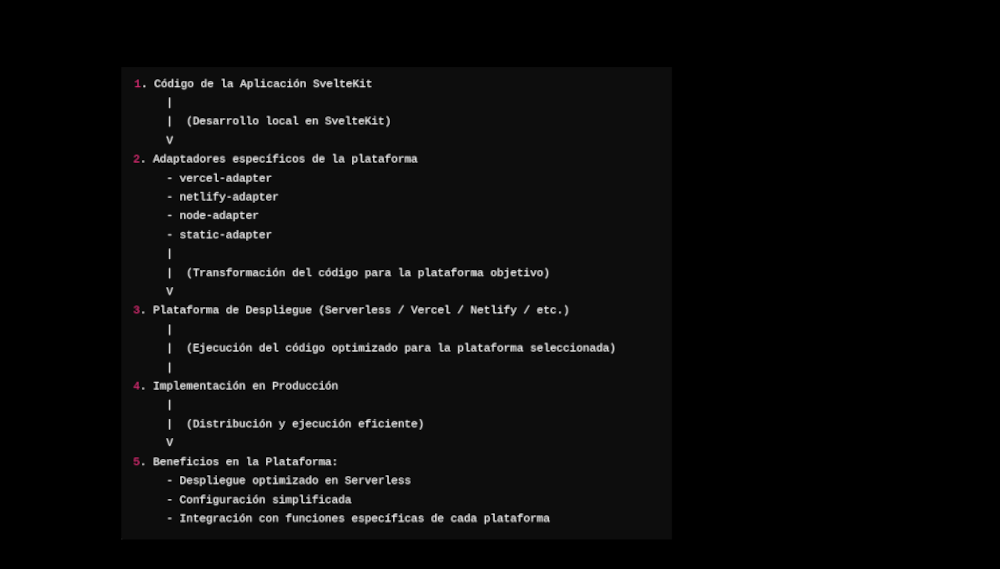 1. Código de la Aplicación SvelteKit
|
| (Desarrollo local en SvelteKit)
V
2. Adaptadores específicos de la plataforma
- vercel-adapter
- netlify-adapter
- node-adapter
- static-adapter
|
| (Transformación del código para la plataforma objetivo)
V
3. Plataforma de Despliegue (Serverless / Vercel / Netlify / etc.)
|
| (Ejecución del código optimizado para la plataforma seleccionada)
|
4. Implementación en Producción
|
| (Distribución y ejecución eficiente)
V
5. Beneficios en la Plataforma:
- Despliegue optimizado en Serverless
- Configuración simplificada
- Integración con funciones específicas de cada plataforma